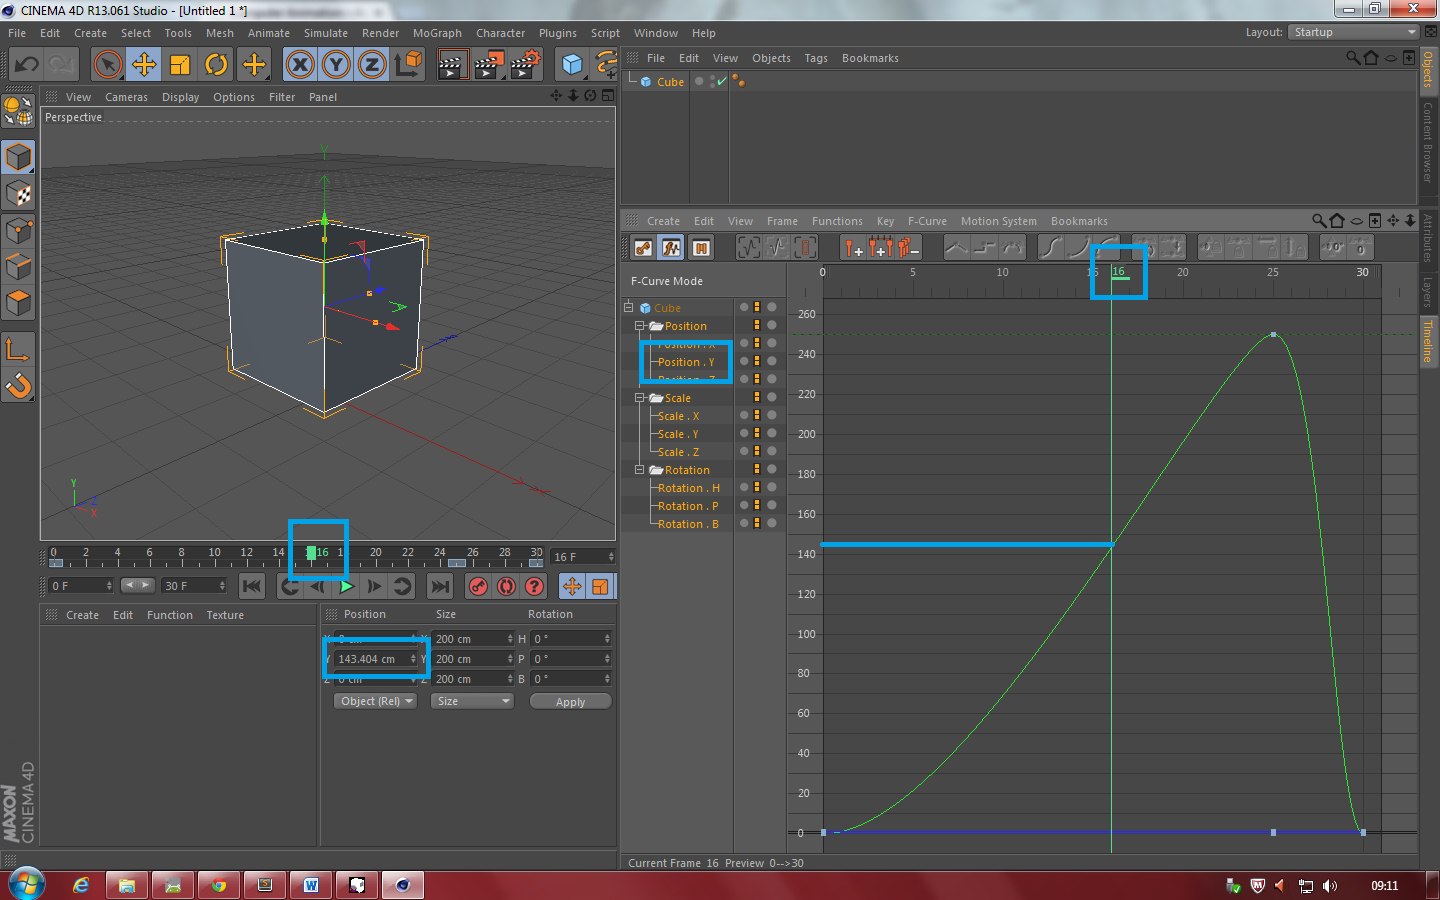 CINEMA 4D R13.061 Studio - [Untitled 1 *]
File Edit Create Select Tools Mesh Animate Simulate Render MoGraph Character Plugins Script Window Help
Layout: Startup
File Edit View Objects Tags Bookmarks
Cube
Objects
Content Browser
View Cameras Display Options Filter Panel
Perspective
Y
Y
Z
X
Create Edit View Frame Functions Key F-Curve Motion System Bookmarks
Attributes
Layers
Timeline
F-Curve Mode
0 5 10 15 16 20 25 30
Cube
Position
Position . X
Position . Y
Position . Z
Scale
Scale . X
Scale . Y
Scale . Z
Rotation
Rotation . H
Rotation . P
Rotation . B
260
240
220
200
180
160
140
120
100
80
60
40
20
0
0 2 4 6 8 10 12 14 16 1 20 22 24 26 28 30
16 F
0 F
30 F
Create Edit Function Texture
Position Size Rotation
X 0 cm X 200 cm H 0 °
Y 143.404 cm Y 200 cm P 0 °
Z 0 cm Z 200 cm B 0 °
Object (Rel) Size Apply
MAXON
CINEMA 4D
Current Frame 16 Preview 0-->30
09:11